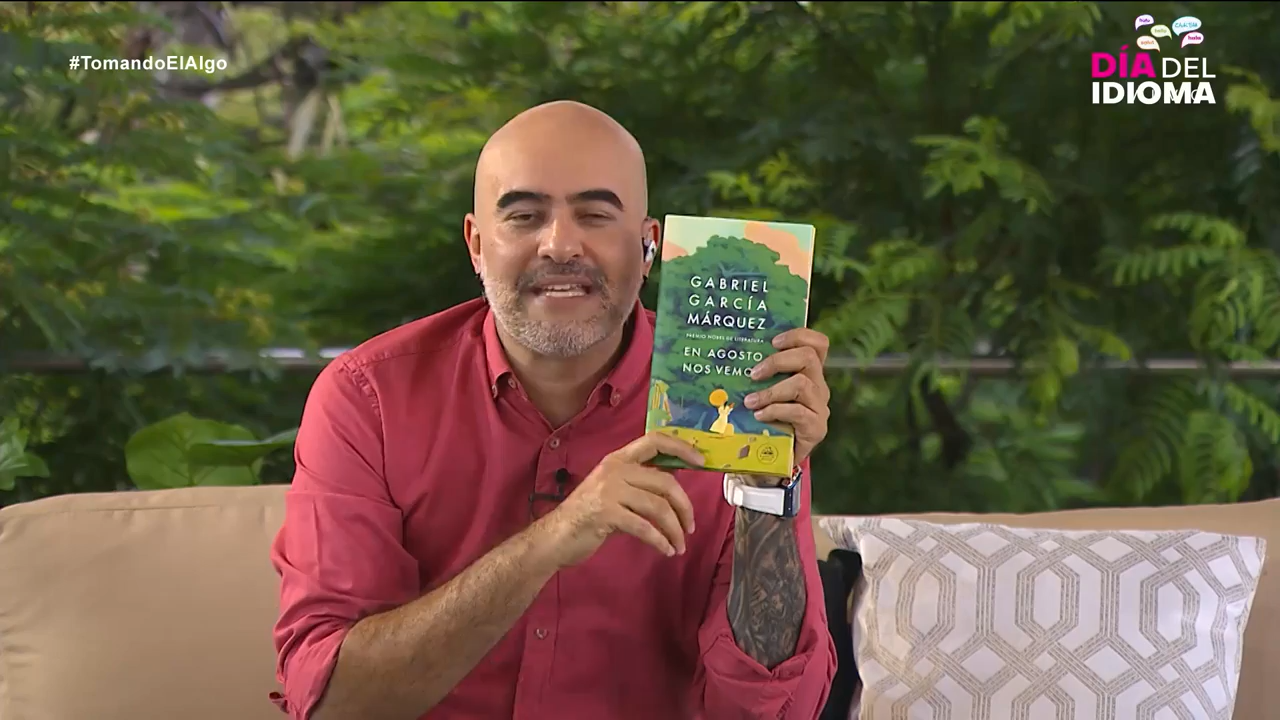 #TomandoElAlgo
DÍA DEL
IDIOMA
GABRIEL
GARCÍA
MÁRQUEZ
PREMIO NOBEL DE LITERATURA
EN AGOSTO
NOS VEMO